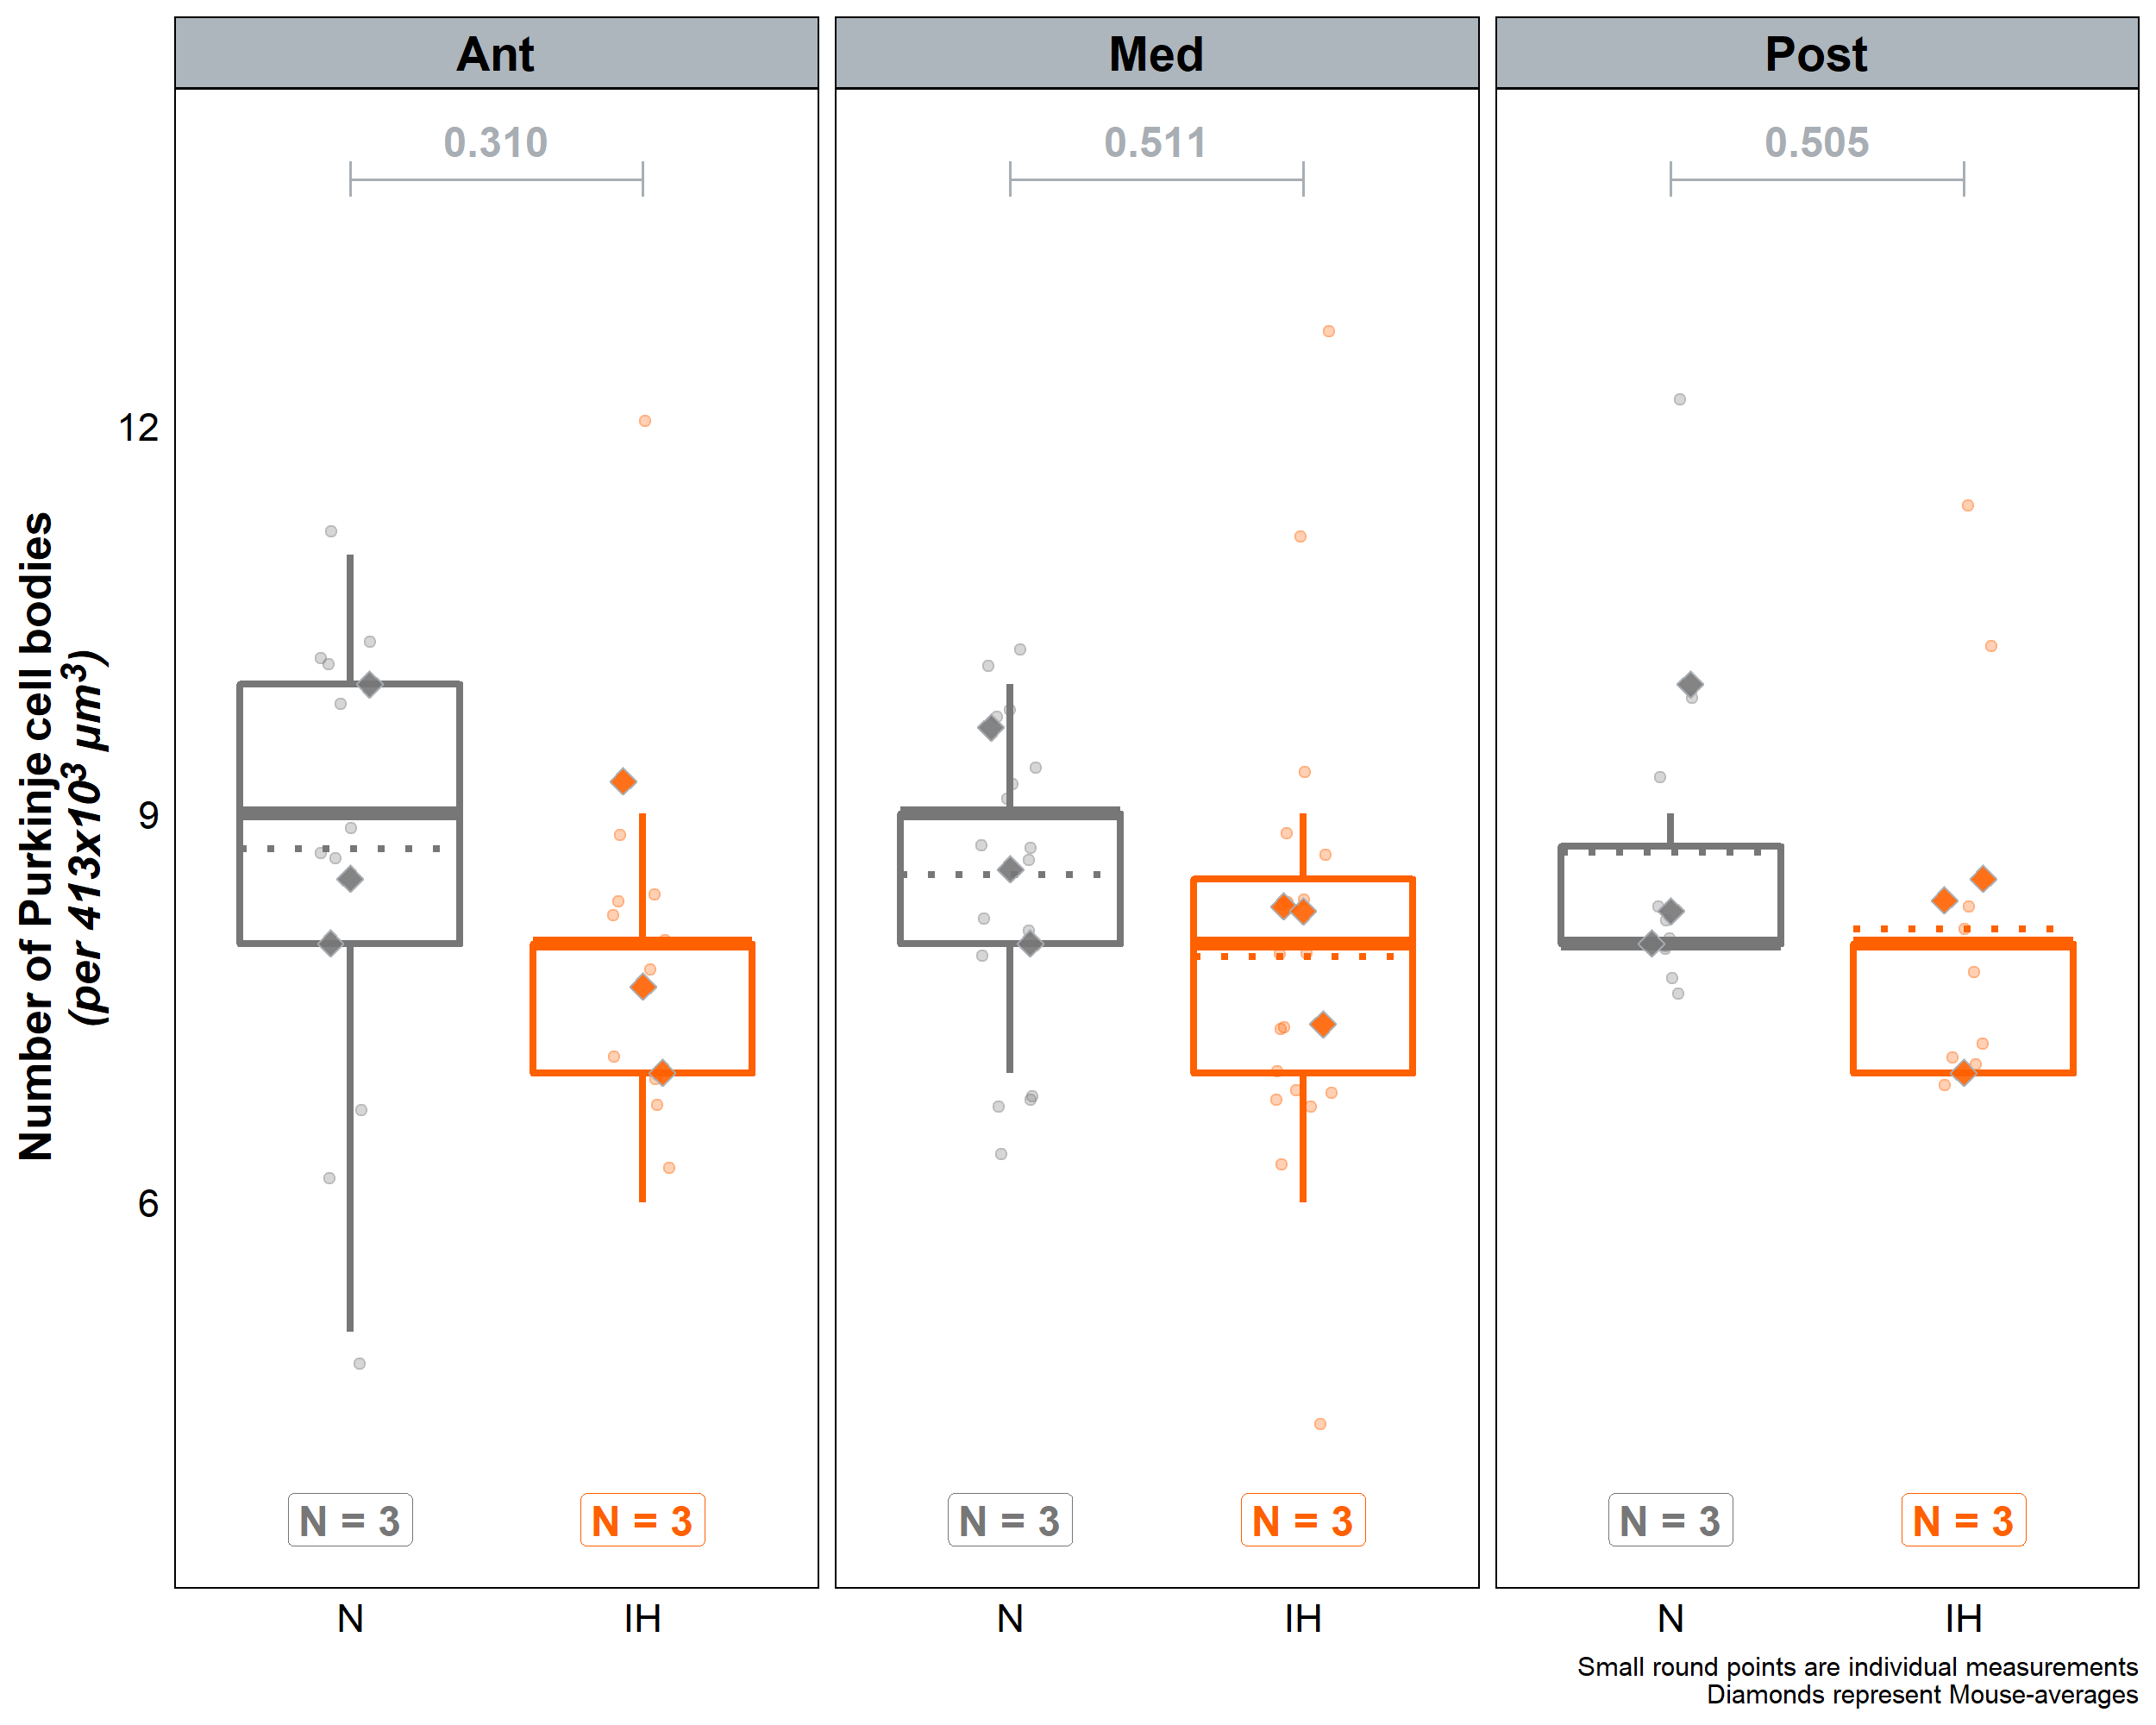 Ant
Med
Post
0.310
0.511
0.505
Number of Purkinje cell bodies
(per 413x10³ µm³)
12
9
6
N = 3
N = 3
N = 3
N = 3
N = 3
N = 3
N
IH
N
IH
N
IH
Small round points are individual measurements
Diamonds represent Mouse-averages